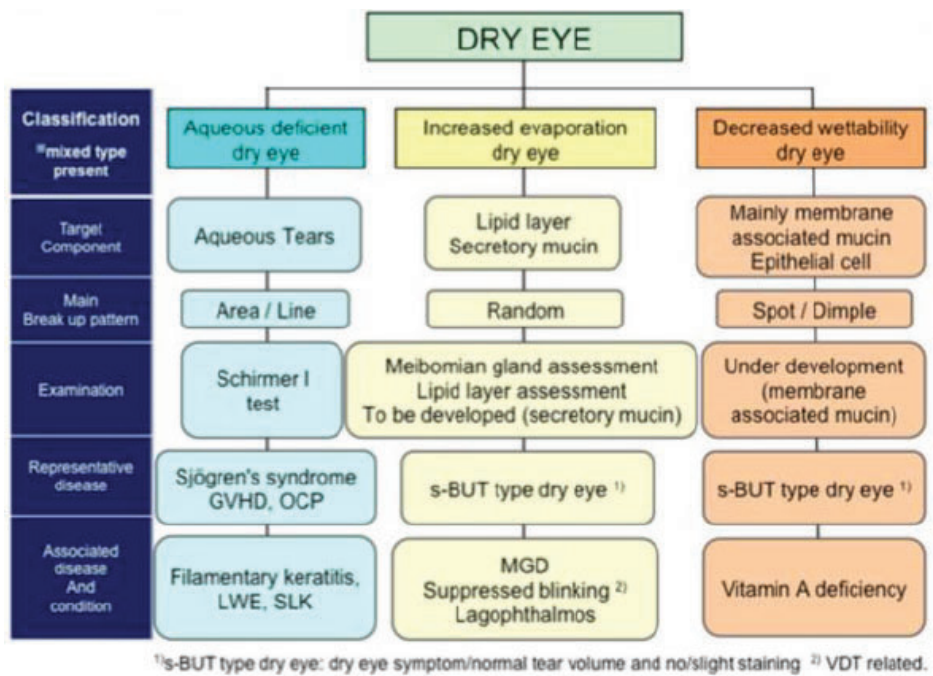 DRY EYE
Classification
※mixed type
present
Aqueous deficient
dry eye
Increased evaporation
dry eye
Decreased wettability
dry eye
Target
Component
Aqueous Tears
Lipid layer
Secretory mucin
Mainly membrane
associated mucin
Epithelial cell
Main
Break up pattern
Area / Line
Random
Spot / Dimple
Examination
Schirmer I
test
Meibomian gland assessment
Lipid layer assessment
To be developed (secretory mucin)
Under development
(membrane
associated mucin)
Representative
disease
Sjögren's syndrome
GVHD, OCP
s-BUT type dry eye 1)
s-BUT type dry eye 1)
Associated
disease
And
condition
Filamentary keratitis,
LWE, SLK
MGD
Suppressed blinking 2)
Lagophthalmos
Vitamin A deficiency
1)s-BUT type dry eye: dry eye symptom/normal tear volume and no/slight staining 2) VDT related.